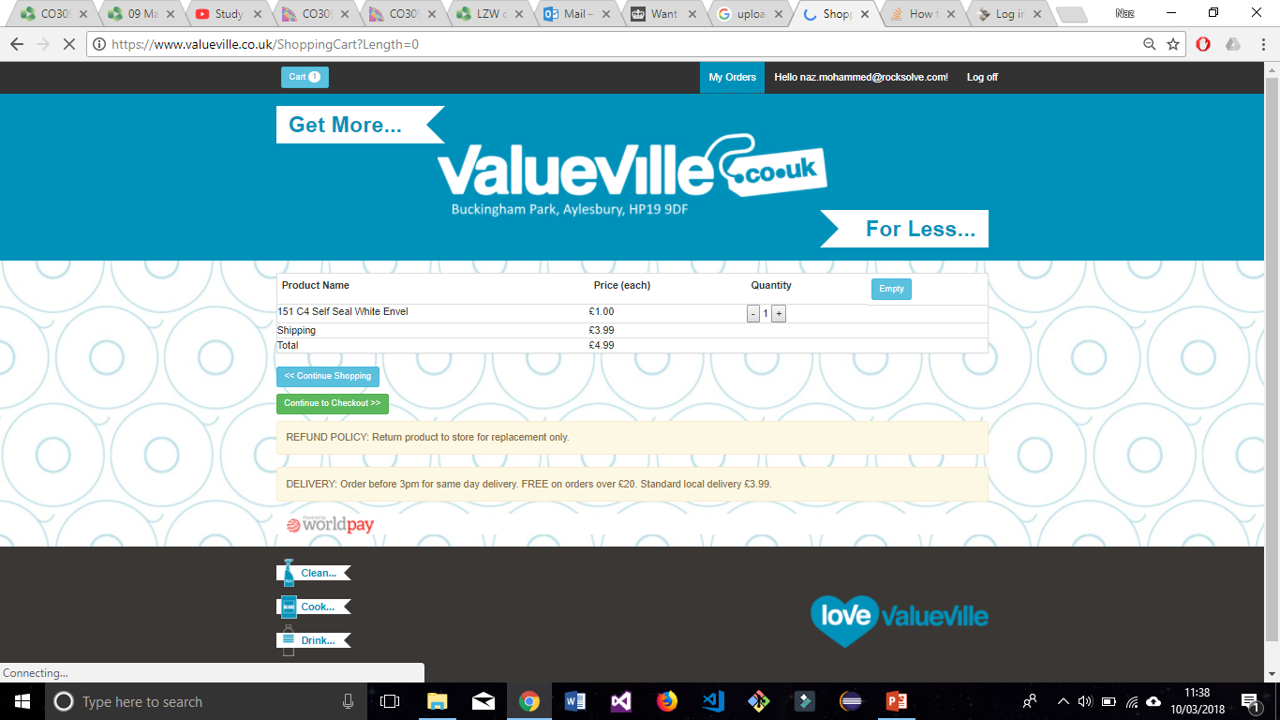 CO309
09 Ma
Study
CO309
CO309
LZW c
Mail –
Want
uploa
Shopp
How t
Log in
Naz
https://www.valueville.co.uk/ShoppingCart?Length=0
Cart 1
My Orders
Hello naz.mohammed@rocksolve.com!
Log off
Get More...
ValueVille .co.uk
Buckingham Park, Aylesbury, HP19 9DF
For Less...
Product Name Price (each) Quantity Empty
151 C4 Self Seal White Envel £1.00 - 1 +
Shipping £3.99
Total £4.99
<< Continue Shopping
Continue to Checkout >>
REFUND POLICY: Return product to store for replacement only.
DELIVERY: Order before 3pm for same day delivery. FREE on orders over £20. Standard local delivery £3.99.
worldpay
Clean...
Cook...
Drink...
love valueville
Connecting...
Type here to search
11:38
10/03/2018
1